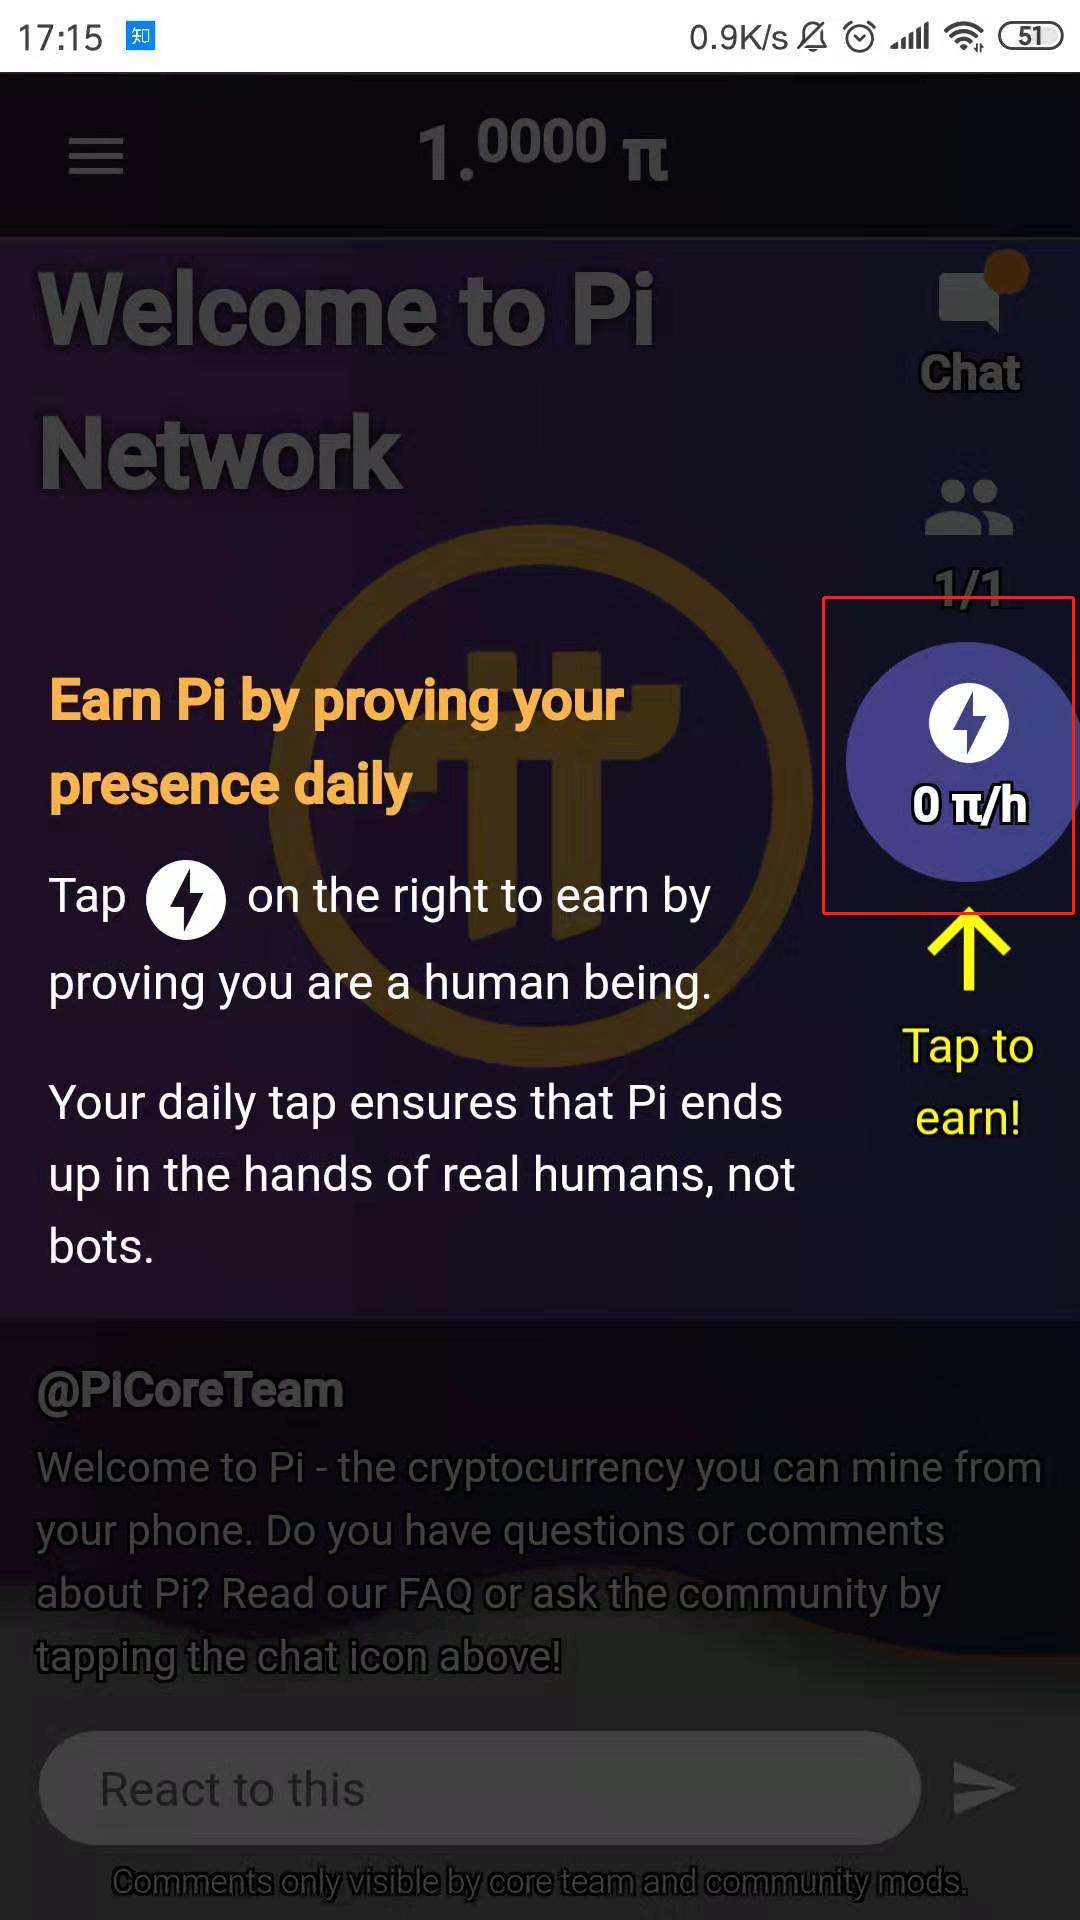 17:15 知 0.9K/s 51
1.0000 π
Welcome to Pi
Network
Chat
1/1
Earn Pi by proving your
presence daily
0 π/h
Tap on the right to earn by
proving you are a human being.
Tap to
earn!
Your daily tap ensures that Pi ends
up in the hands of real humans, not
bots.
@PiCoreTeam
Welcome to Pi - the cryptocurrency you can mine from
your phone. Do you have questions or comments
about Pi? Read our FAQ or ask the community by
tapping the chat icon above!
React to this
Comments only visible by core team and community mods.